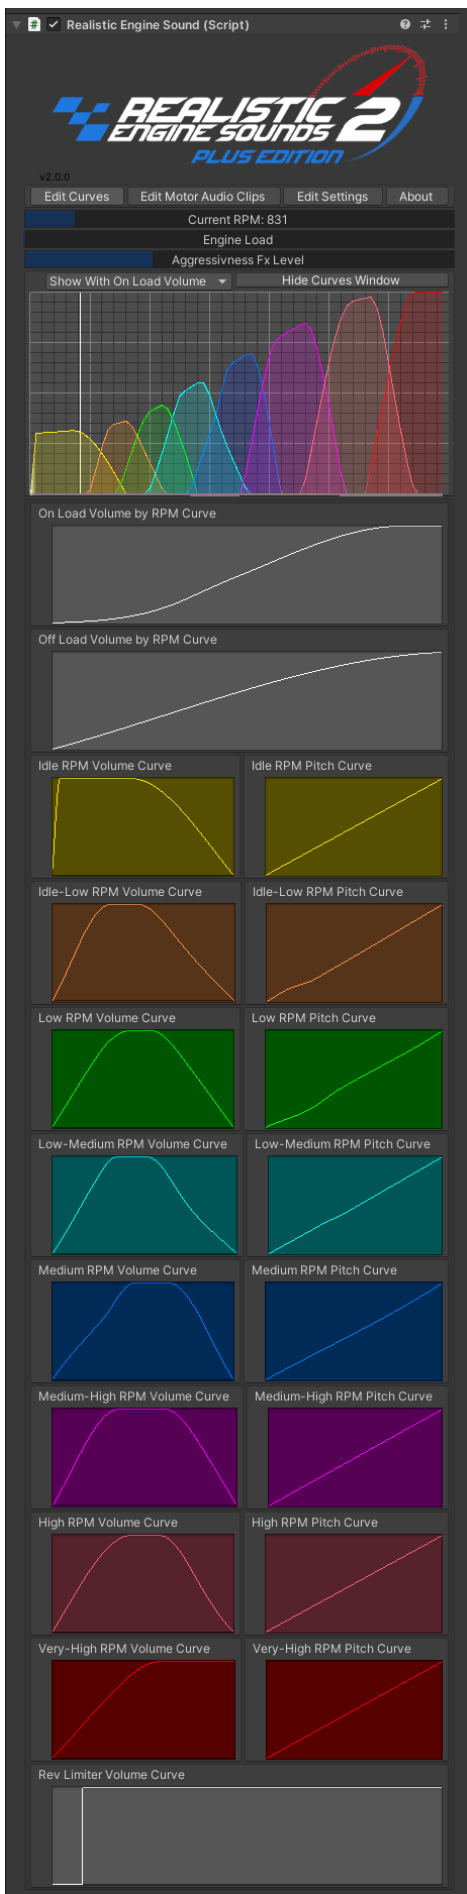 Realistic Engine Sound (Script)
REALISTIC
ENGINE SOUNDS 2
PLUS EDITION
v2.0.0
Edit Curves Edit Motor Audio Clips Edit Settings About
Current RPM: 831
Engine Load
Aggressivness Fx Level
Show With On Load Volume Hide Curves Window
On Load Volume by RPM Curve
Off Load Volume by RPM Curve
Idle RPM Volume Curve Idle RPM Pitch Curve
Idle-Low RPM Volume Curve Idle-Low RPM Pitch Curve
Low RPM Volume Curve Low RPM Pitch Curve
Low-Medium RPM Volume Curve Low-Medium RPM Pitch Curve
Medium RPM Volume Curve Medium RPM Pitch Curve
Medium-High RPM Volume Curve Medium-High RPM Pitch Curve
High RPM Volume Curve High RPM Pitch Curve
Very-High RPM Volume Curve Very-High RPM Pitch Curve
Rev Limiter Volume Curve